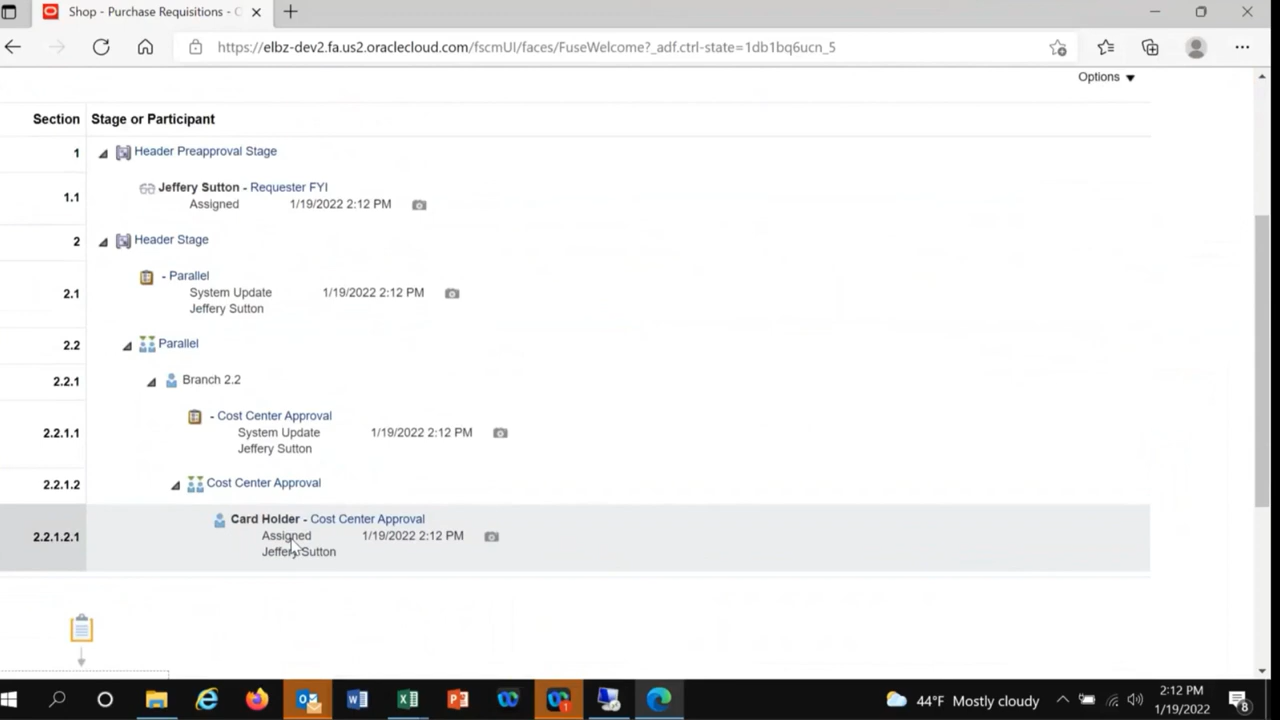 Shop - Purchase Requisitions -
https://elbz-dev2.fa.us2.oraclecloud.com/fscmUI/faces/FuseWelcome?_adf.ctrl-state=1db1bq6ucn_5
Options
Section Stage or Participant
1 Header Preapproval Stage
1.1 Jeffery Sutton - Requester FYI
Assigned 1/19/2022 2:12 PM
2 Header Stage
2.1 - Parallel
System Update 1/19/2022 2:12 PM
Jeffery Sutton
2.2 Parallel
2.2.1 Branch 2.2
2.2.1.1 - Cost Center Approval
System Update 1/19/2022 2:12 PM
Jeffery Sutton
2.2.1.2 Cost Center Approval
2.2.1.2.1 Card Holder - Cost Center Approval
Assigned 1/19/2022 2:12 PM
Jeffery Sutton
44°F Mostly cloudy
2:12 PM
1/19/2022
8
1